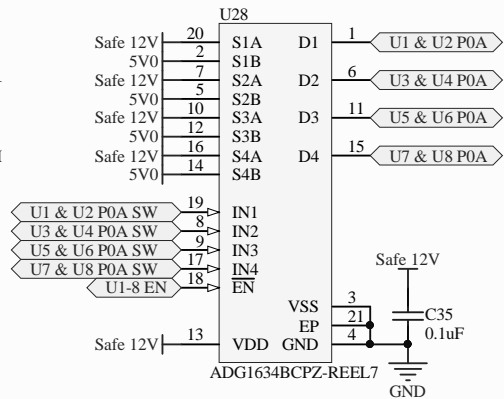 U28
Safe 12V 20 S1A D1 1 U1 & U2 P0A
5V0 2 S1B
Safe 12V 7 S2A D2 6 U3 & U4 P0A
5V0 5 S2B
Safe 12V 10 S3A D3 11 U5 & U6 P0A
5V0 12 S3B
Safe 12V 16 S4A D4 15 U7 & U8 P0A
5V0 14 S4B
U1 & U2 P0A SW 19 IN1
U3 & U4 P0A SW 8 IN2
U5 & U6 P0A SW 9 IN3
U7 & U8 P0A SW 17 IN4
U1-8 EN 18 EN
Safe 12V
VSS 3
C35
EP 21
0.1uF
Safe 12V 13 VDD GND 4
ADG1634BCPZ-REEL7
GND